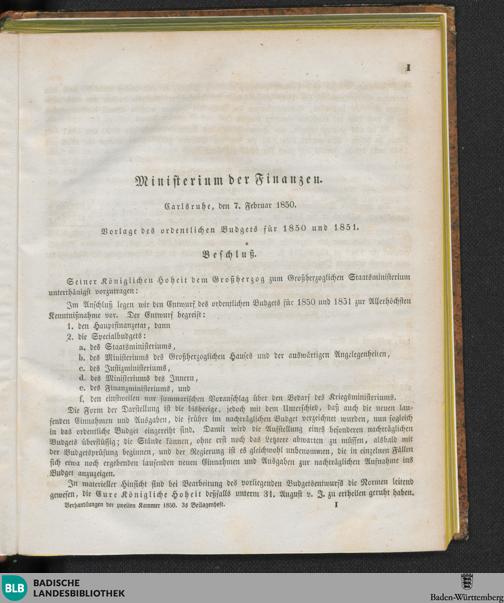 1
Ministerium der Finanzen.
Carlsruhe, den 7. Februar 1850.
Vorlage des ordentlichen Budgets für 1850 und 1851.
Beschluß.
Seiner Königlichen Hoheit dem Großherzog zum Großherzoglichen Staatsministerium
unterthänigst vorzutragen:
Im Anschluß legen wir den Entwurf des ordentlichen Budgets für 1850 und 1851 zur Allerhöchsten
Kenntnißnahme vor. Der Entwurf begreift:
1. den Hauptfinanzetat, dann
2. die Specialbudgets:
a. des Staatsministeriums,
b. des Ministeriums des Großherzoglichen Hauses und der auswärtigen Angelegenheiten,
c. des Justizministeriums,
d. des Ministeriums des Innern,
e. des Finanzministeriums, und
f. den einstweilen nur summarischen Voranschlag über den Bedarf des Kriegsministeriums.
Die Form der Darstellung ist die bisherige, jedoch mit dem Unterschied, daß auch die neuen lau-
fenden Einnahmen und Ausgaben, die früher im nachträglichen Budget verzeichnet wurden, nun sogleich
in das ordentliche Budget eingereiht sind. Damit wird die Aufstellung eines besonderen nachträglichen
Budgets überflüssig; die Stände können, ohne erst noch das Letztere abwarten zu müssen, alsbald mit
der Budgetsprüfung beginnen, und der Regierung ist es gleichwohl unbenommen, die in einzelnen Fällen
sich etwa noch ergebenden laufenden neuen Einnahmen und Ausgaben zur nachträglichen Aufnahme ins
Budget anzuzeigen.
In materieller Hinsicht sind bei Bearbeitung des vorliegenden Budgetsentwurfs die Normen leitend
gewesen, die Eure Königliche Hoheit deßfalls unterm 31. August v. J. zu ertheilen geruht haben.
Verhandlungen der zweiten Kammer 1850. 3s Beilagenheft. 1
BLB BADISCHE
LANDESBIBLIOTHEK
Baden-Württemberg